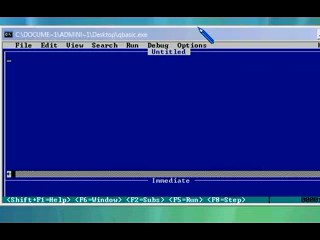 C:\DOCUME~1\ADMINI~1\Desktop\qbasic.exe
File Edit View Search Run Debug Options
Untitled
Immediate
<Shift+F1=Help> <F6=Window> <F2=Subs> <F5=Run> <F8=Step>